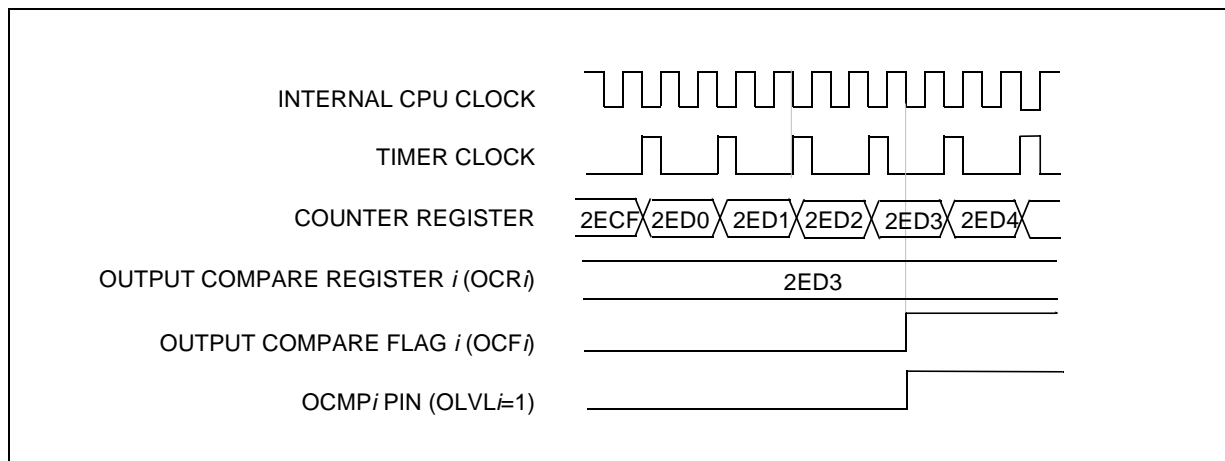 INTERNAL CPU CLOCK
TIMER CLOCK
COUNTER REGISTER 2ECF 2ED0 2ED1 2ED2 2ED3 2ED4
OUTPUT COMPARE REGISTER i (OCRi) 2ED3
OUTPUT COMPARE FLAG i (OCFi)
OCMPi PIN (OLVLi=1)